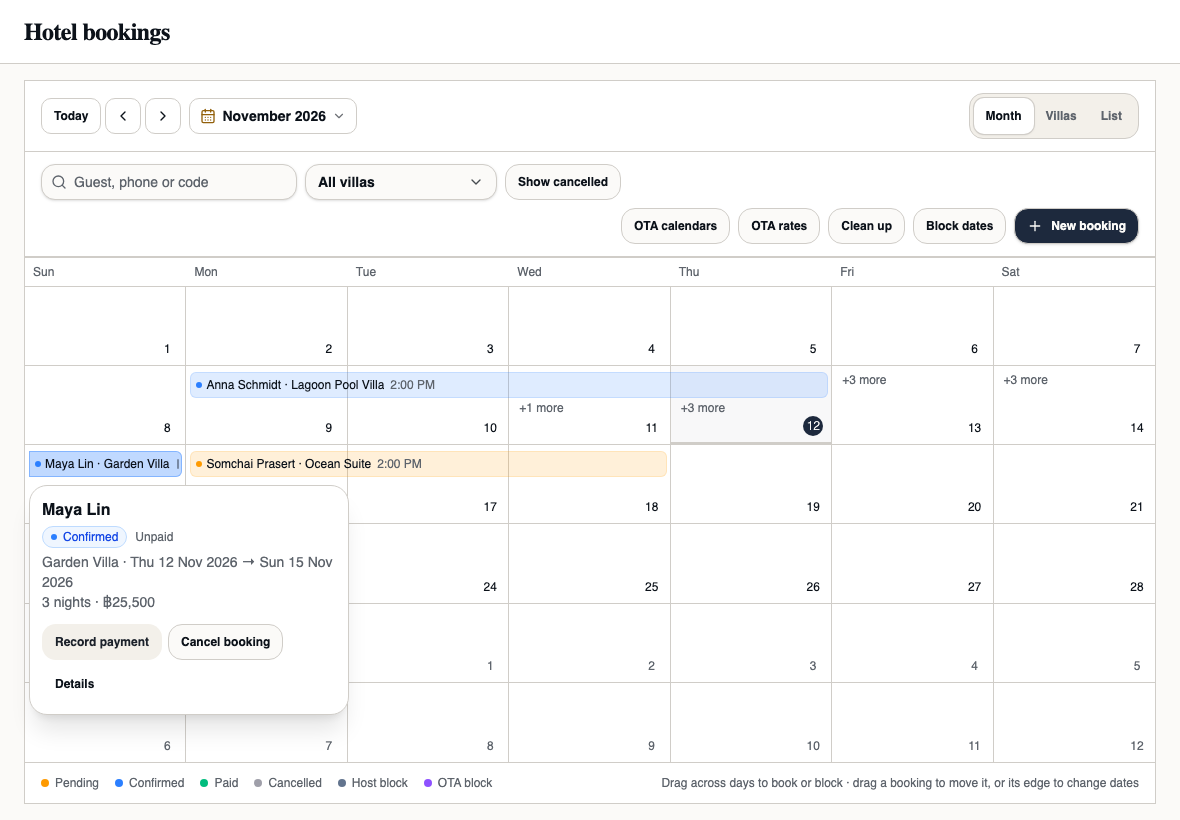 Hotel bookings
Today
November 2026
Month
Villas
List
Guest, phone or code
All villas
Show cancelled
OTA calendars
OTA rates
Clean up
Block dates
New booking
Sun
Mon
Tue
Wed
Thu
Fri
Sat
1
2
3
4
5
6
7
Anna Schmidt · Lagoon Pool Villa 2:00 PM
+3 more
+3 more
+1 more
+3 more
8
9
10
11
12
13
14
Maya Lin · Garden Villa
Somchai Prasert · Ocean Suite 2:00 PM
17
18
19
20
21
Maya Lin
Confirmed
Unpaid
Garden Villa · Thu 12 Nov 2026 → Sun 15 Nov
2026
3 nights · ฿25,500
Record payment
Cancel booking
Details
24
25
26
27
28
1
2
3
4
5
6
7
8
9
10
11
12
Pending
Confirmed
Paid
Cancelled
Host block
OTA block
Drag across days to book or block · drag a booking to move it, or its edge to change dates